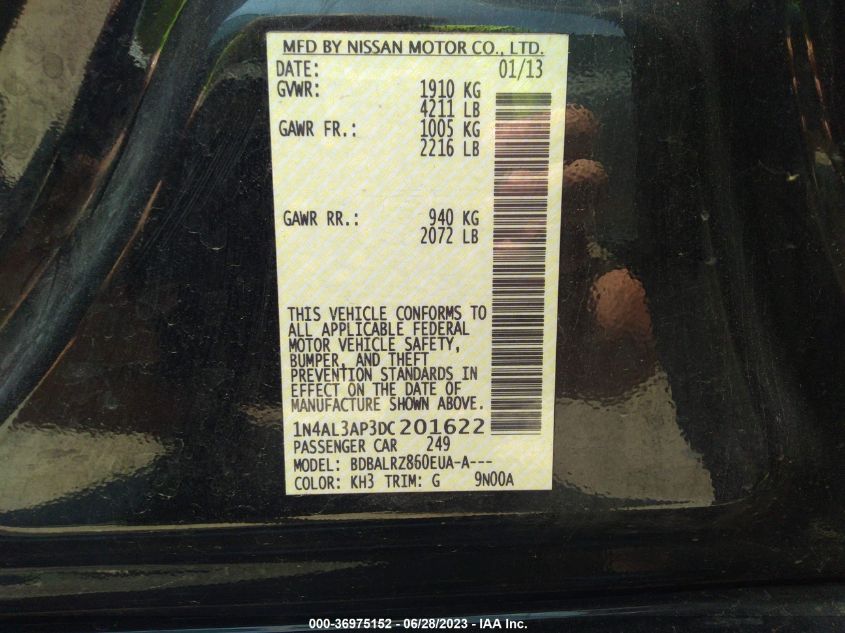 MFD BY NISSAN MOTOR CO., LTD.
DATE: 01/13
GVWR: 1910 KG
4211 LB
GAWR FR.: 1005 KG
2216 LB
GAWR RR.: 940 KG
2072 LB
THIS VEHICLE CONFORMS TO
ALL APPLICABLE FEDERAL
MOTOR VEHICLE SAFETY,
BUMPER, AND THEFT
PREVENTION STANDARDS IN
EFFECT ON THE DATE OF
MANUFACTURE SHOWN ABOVE.
1N4AL3AP3DC201622
PASSENGER CAR 249
MODEL: BDBALRZ860EUA-A---
COLOR: KH3 TRIM: G 9N00A
000-36975152 - 06/28/2023 - IAA Inc.